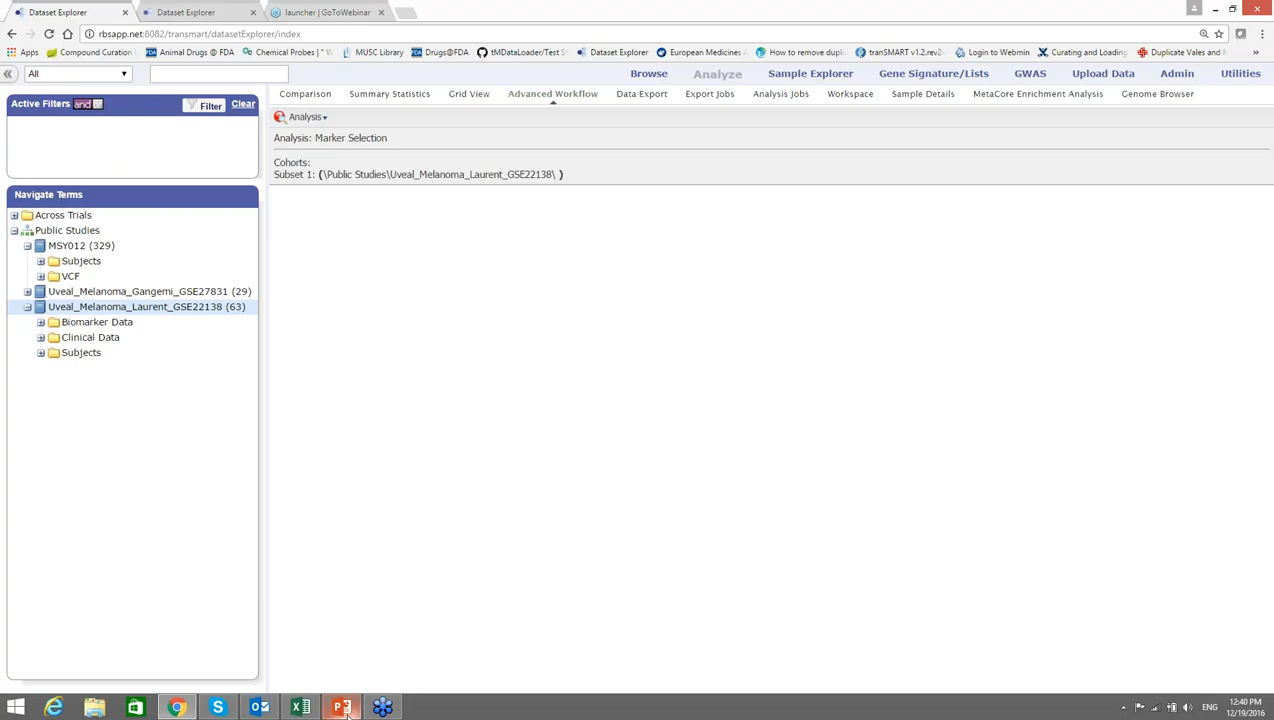 Dataset Explorer
Dataset Explorer
launcher | GoToWebinar
rbsapp.net:8082/transmart/datasetExplorer/index
Apps
Compound Curation
Animal Drugs @ FDA
Chemical Probes | "
MUSC Library
Drugs@FDA
tMDataLoader/Test S
Dataset Explorer
European Medicines
How to remove dupli
tranSMART v1.2.rev2
Login to Webmin
Curating and Loading
Duplicate Vales and M
All
Browse
Analyze
Sample Explorer
Gene Signature/Lists
GWAS
Upload Data
Admin
Utilities
Active Filters
and
Filter
Clear
Comparison
Summary Statistics
Grid View
Advanced Workflow
Data Export
Export Jobs
Analysis Jobs
Workspace
Sample Details
MetaCore Enrichment Analysis
Genome Browser
Analysis
Analysis: Marker Selection
Cohorts:
Subset 1: (\Public Studies\Uveal_Melanoma_Laurent_GSE22138\ )
Navigate Terms
Across Trials
Public Studies
MSY012 (329)
Subjects
VCF
Uveal_Melanoma_Gangemi_GSE27831 (29)
Uveal_Melanoma_Laurent_GSE22138 (63)
Biomarker Data
Clinical Data
Subjects
ENG
12:40 PM
12/19/2016